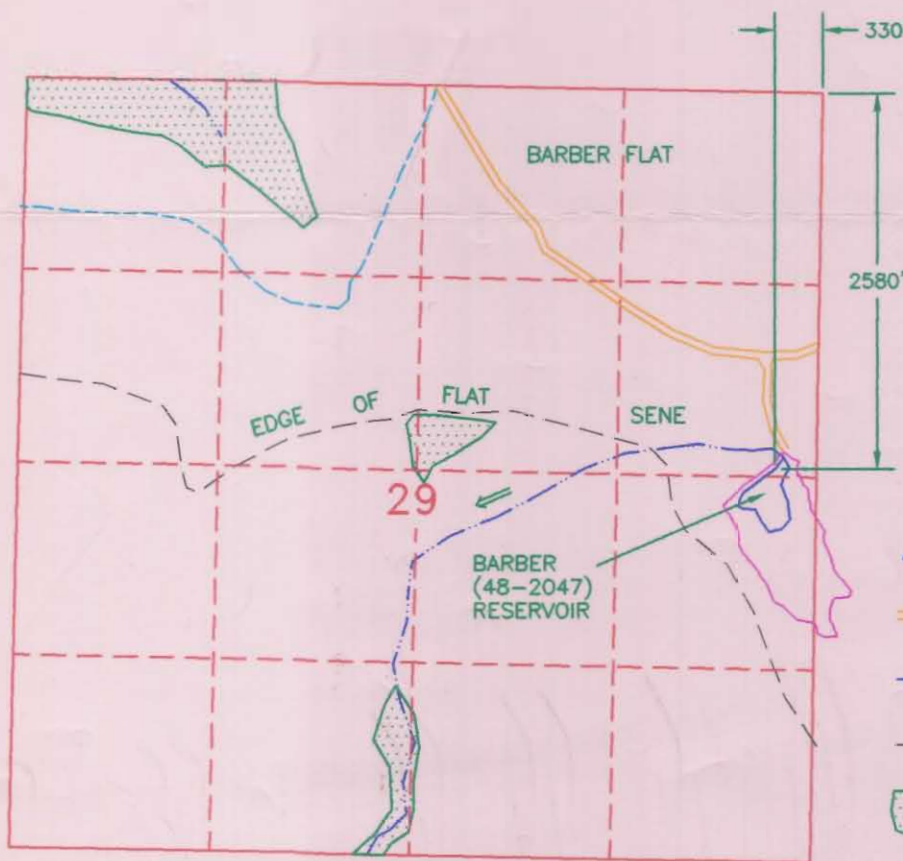 330
BARBER FLAT
2580'
EDGE OF FLAT SENE
29
BARBER
(48-2047)
RESERVOIR